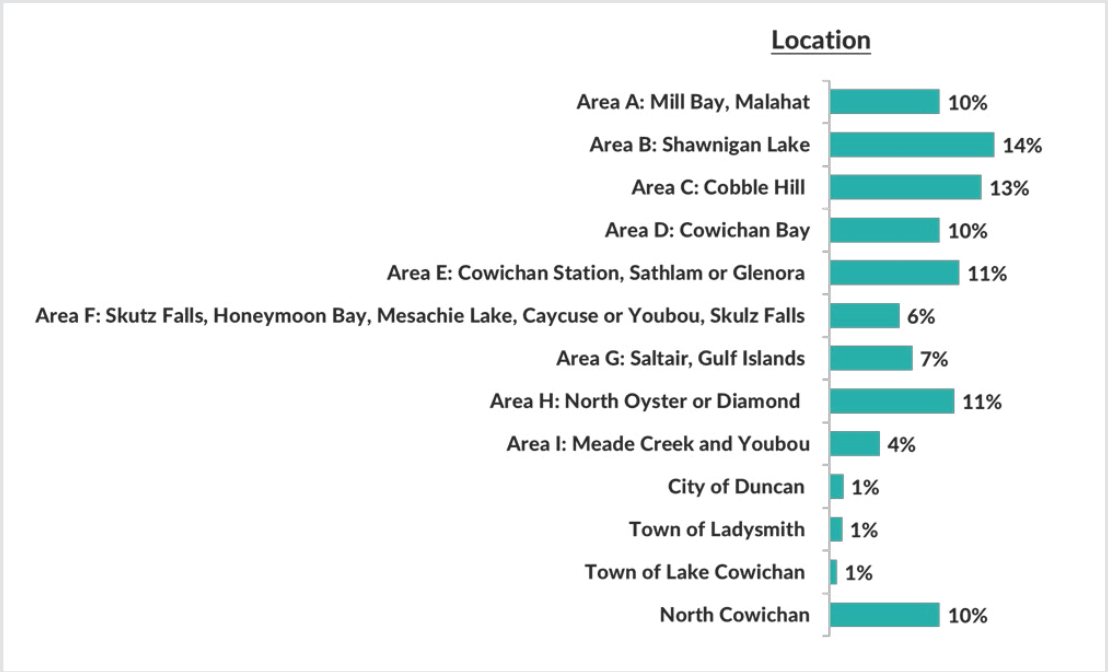 Location
Area A: Mill Bay, Malahat 10%
Area B: Shawnigan Lake 14%
Area C: Cobble Hill 13%
Area D: Cowichan Bay 10%
Area E: Cowichan Station, Sathlam or Glenora 11%
Area F: Skutz Falls, Honeymoon Bay, Mesachie Lake, Caycuse or Youbou, Skulz Falls 6%
Area G: Saltair, Gulf Islands 7%
Area H: North Oyster or Diamond 11%
Area I: Meade Creek and Youbou 4%
City of Duncan 1%
Town of Ladysmith 1%
Town of Lake Cowichan 1%
North Cowichan 10%